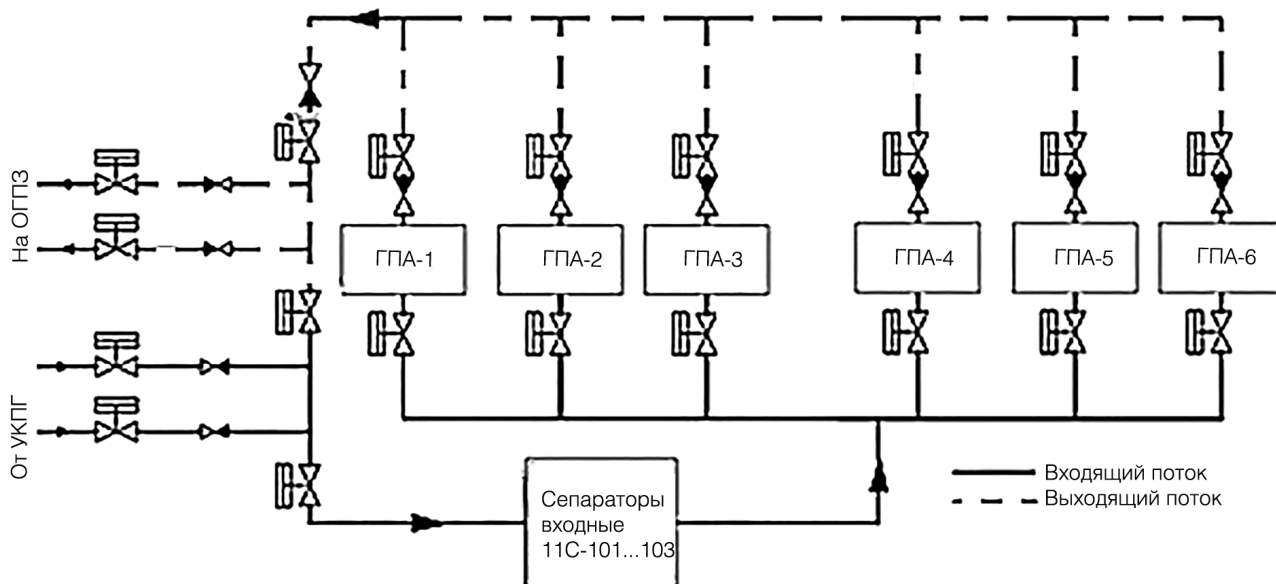 На ОГПЗ
От УКПГ
ГПА-1
ГПА-2
ГПА-3
ГПА-4
ГПА-5
ГПА-6
Сепараторы
входные
11С-101...103
Входящий поток
Выходящий поток